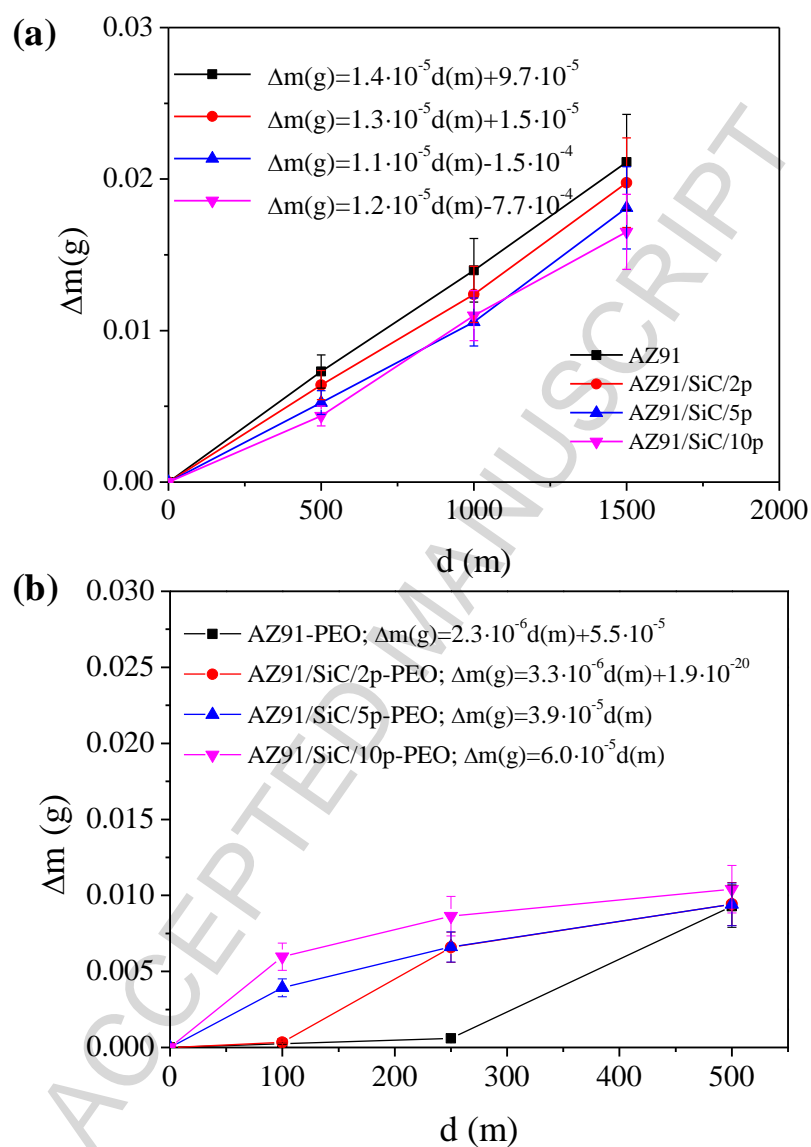 (a)
0.03
Δm(g)=1.4·10⁻⁵d(m)+9.7·10⁻⁵
Δm(g)=1.3·10⁻⁵d(m)+1.5·10⁻⁵
Δm(g)=1.1·10⁻⁵d(m)-1.5·10⁻⁴
Δm(g)=1.2·10⁻⁵d(m)-7.7·10⁻⁴
0.02
Δm(g)
0.01
AZ91
AZ91/SiC/2p
AZ91/SiC/5p
AZ91/SiC/10p
0.00
0 500 1000 1500 2000
d (m)
(b)
0.030
AZ91-PEO; Δm(g)=2.3·10⁻⁶d(m)+5.5·10⁻⁵
AZ91/SiC/2p-PEO; Δm(g)=3.3·10⁻⁶d(m)+1.9·10⁻²⁰
0.025
AZ91/SiC/5p-PEO; Δm(g)=3.9·10⁻⁵d(m)
AZ91/SiC/10p-PEO; Δm(g)=6.0·10⁻⁵d(m)
0.020
0.015
Δm (g)
0.010
0.005
0.000
0 100 200 300 400 500
d (m)
ACCEPTED MANUSCRIPT